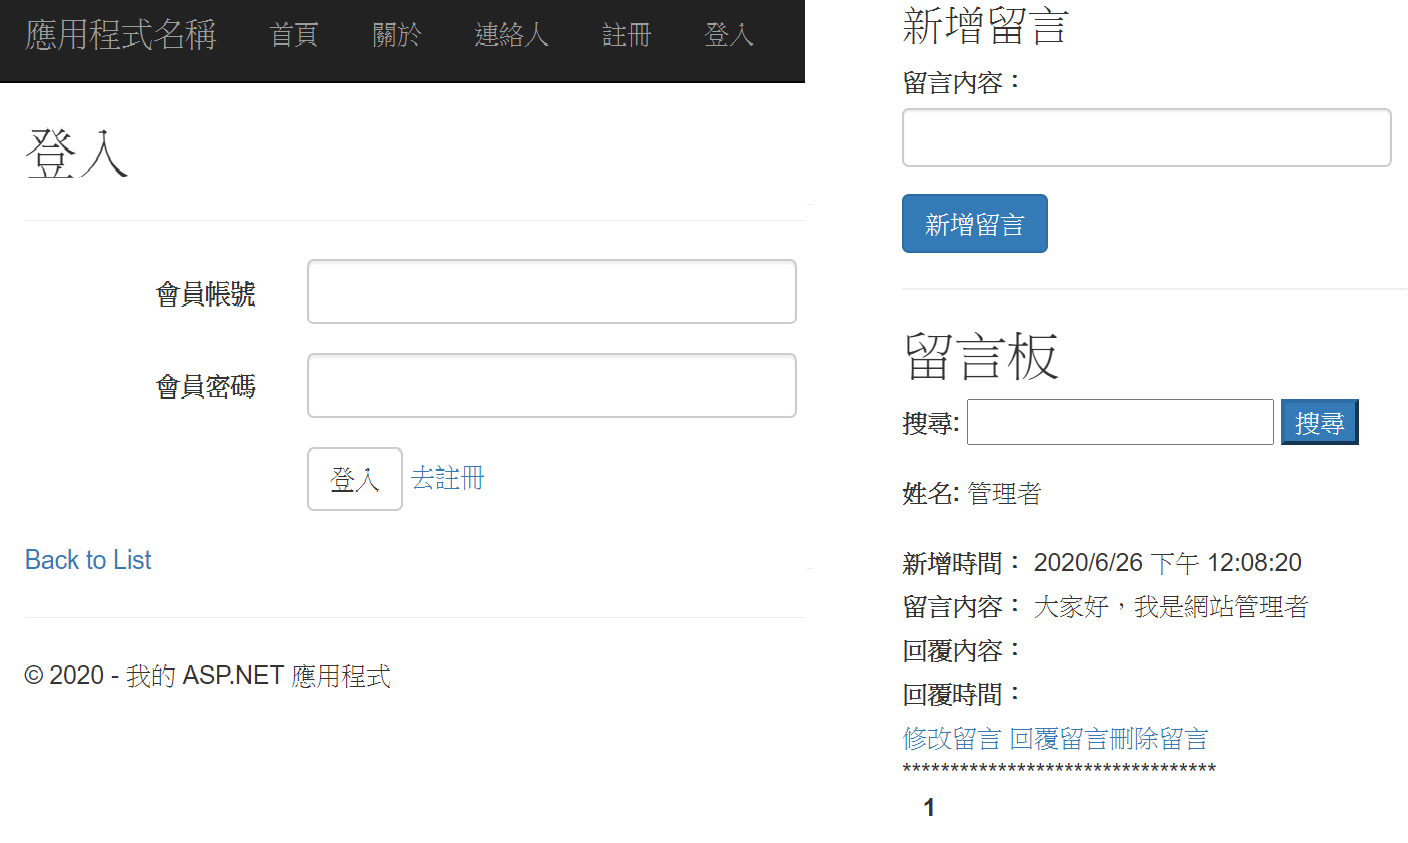 應用程式名稱 首頁 關於 連絡人 註冊 登入
登入
會員帳號
會員密碼
登入 去註冊
Back to List
© 2020 - 我的 ASP.NET 應用程式
新增留言
留言內容：
新增留言
留言板
搜尋: 搜尋
姓名: 管理者
新增時間： 2020/6/26 下午 12:08:20
留言內容： 大家好，我是網站管理者
回覆內容：
回覆時間：
修改留言 回覆留言刪除留言
*********************************
1